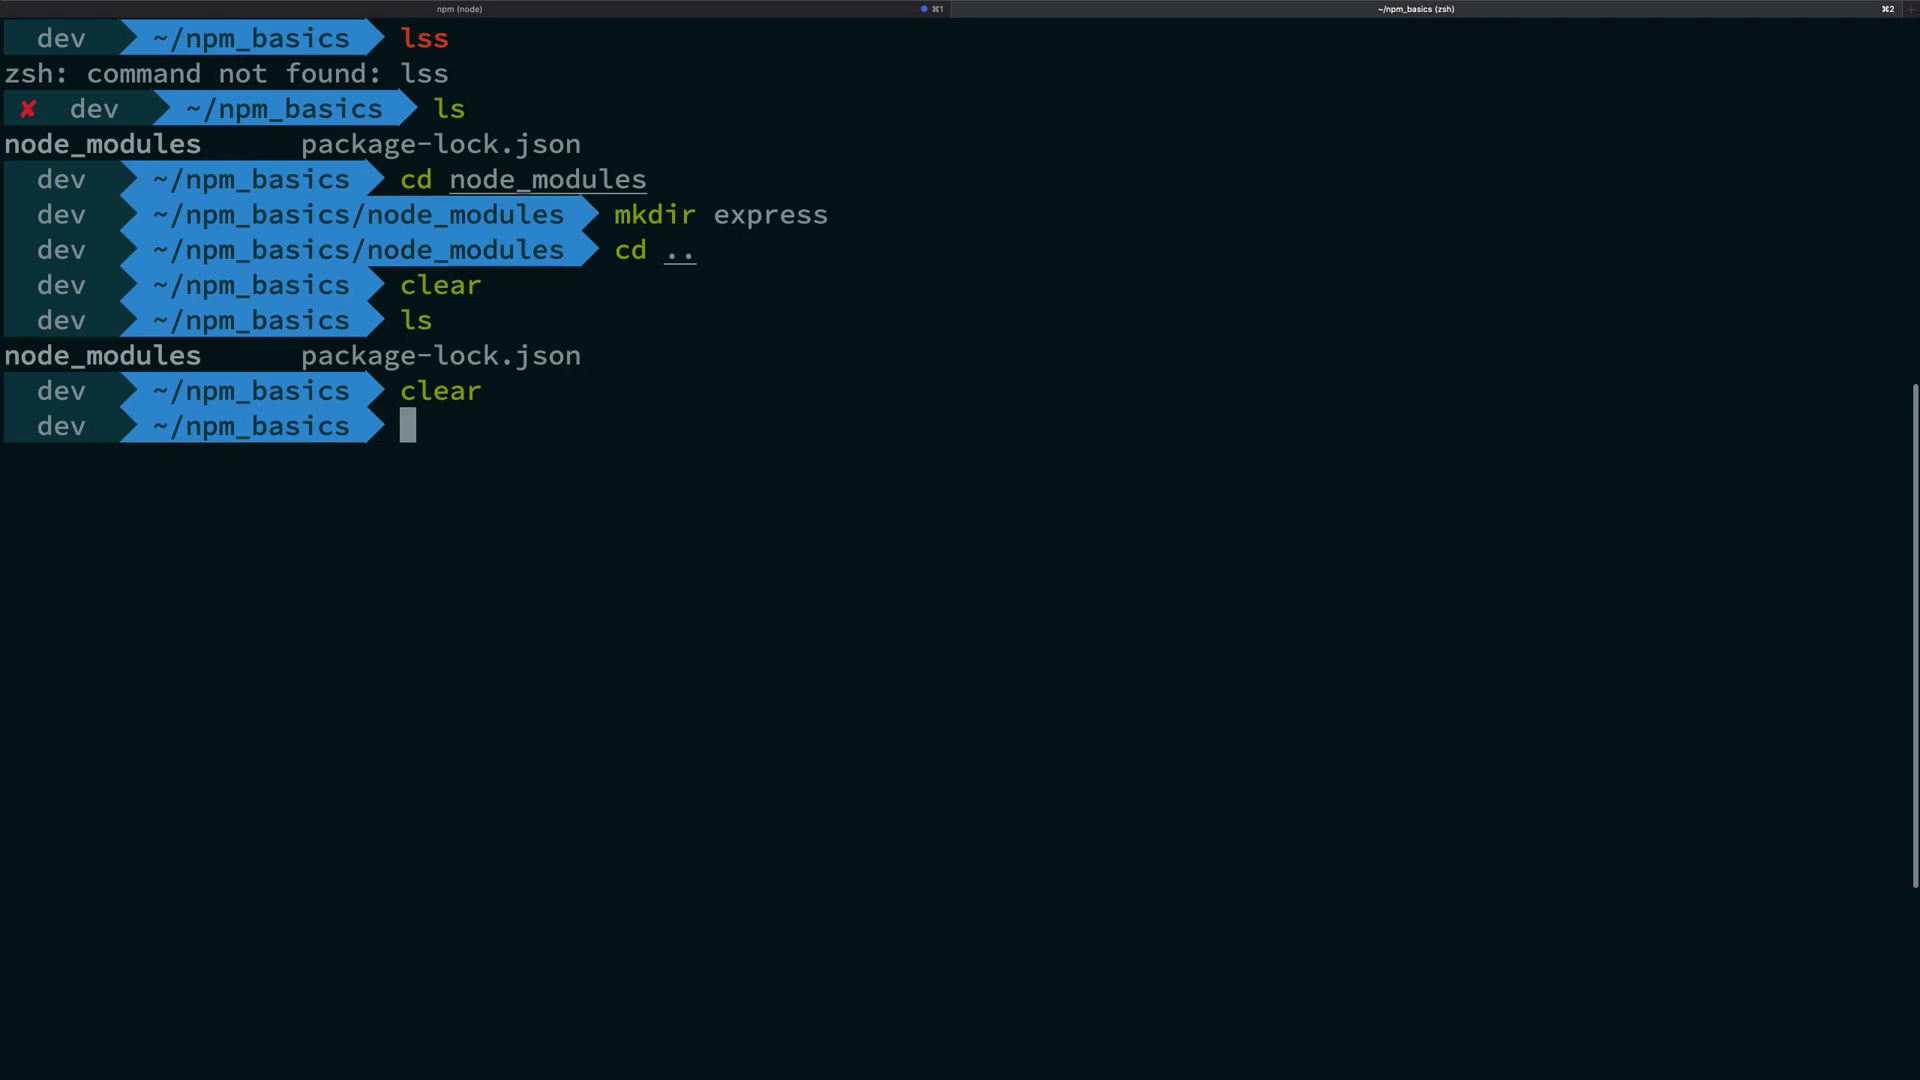 npm (node) ⌘1 ~/npm_basics (zsh) ⌘2
dev ~/npm_basics lss
zsh: command not found: lss
✘ dev ~/npm_basics ls
node_modules package-lock.json
dev ~/npm_basics cd node_modules
dev ~/npm_basics/node_modules mkdir express
dev ~/npm_basics/node_modules cd ..
dev ~/npm_basics clear
dev ~/npm_basics ls
node_modules package-lock.json
dev ~/npm_basics clear
dev ~/npm_basics